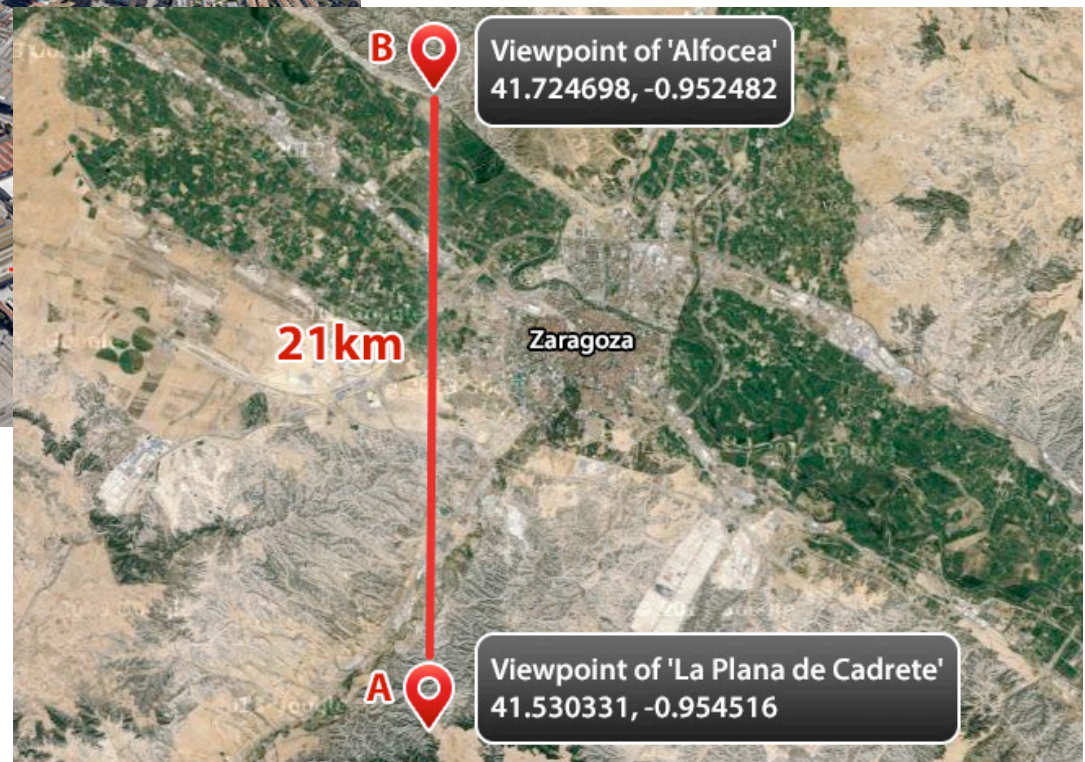 B
Viewpoint of 'Alfocea'
41.724698, -0.952482
21km
Zaragoza
A
Viewpoint of 'La Plana de Cadrete'
41.530331, -0.954516